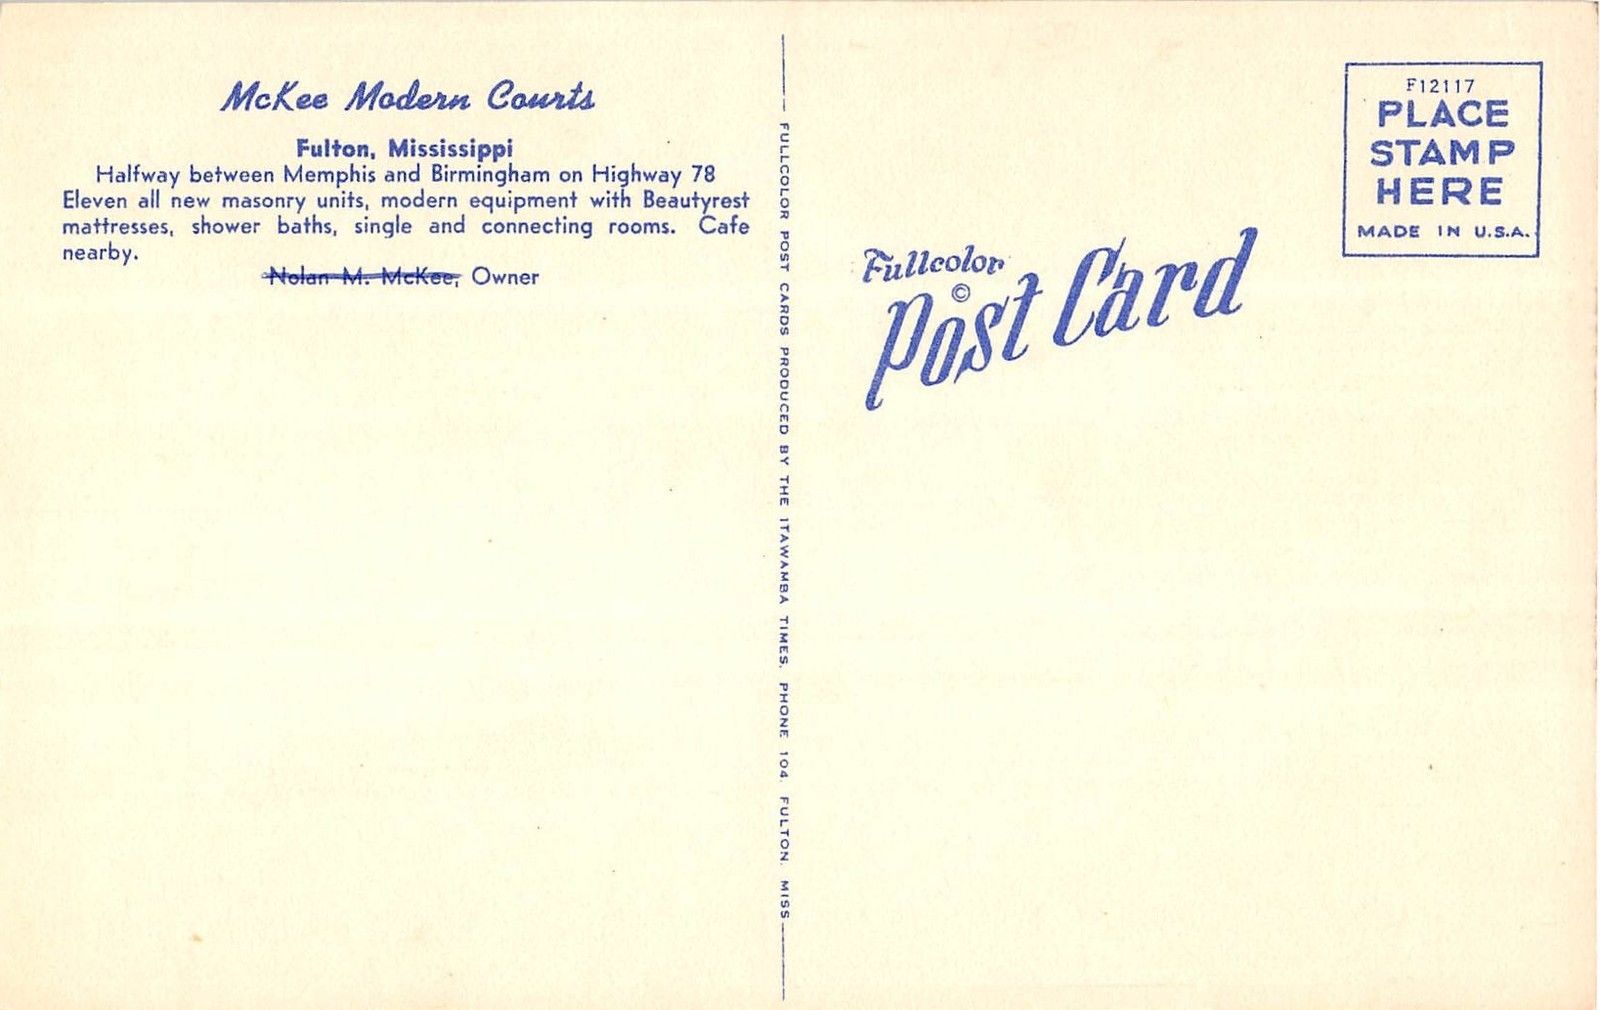 McKee Modern Courts
Fulton, Mississippi
Halfway between Memphis and Birmingham on Highway 78
Eleven all new masonry units, modern equipment with Beautyrest
mattresses, shower baths, single and connecting rooms. Cafe
nearby.
Nolan M. McKee, Owner
FULLCOLOR POST CARDS PRODUCED BY THE ITAWAMBA TIMES, PHONE 104, FULTON, MISS
Fullcolor
©
Post Card
F12117
PLACE
STAMP
HERE
MADE IN U.S.A.